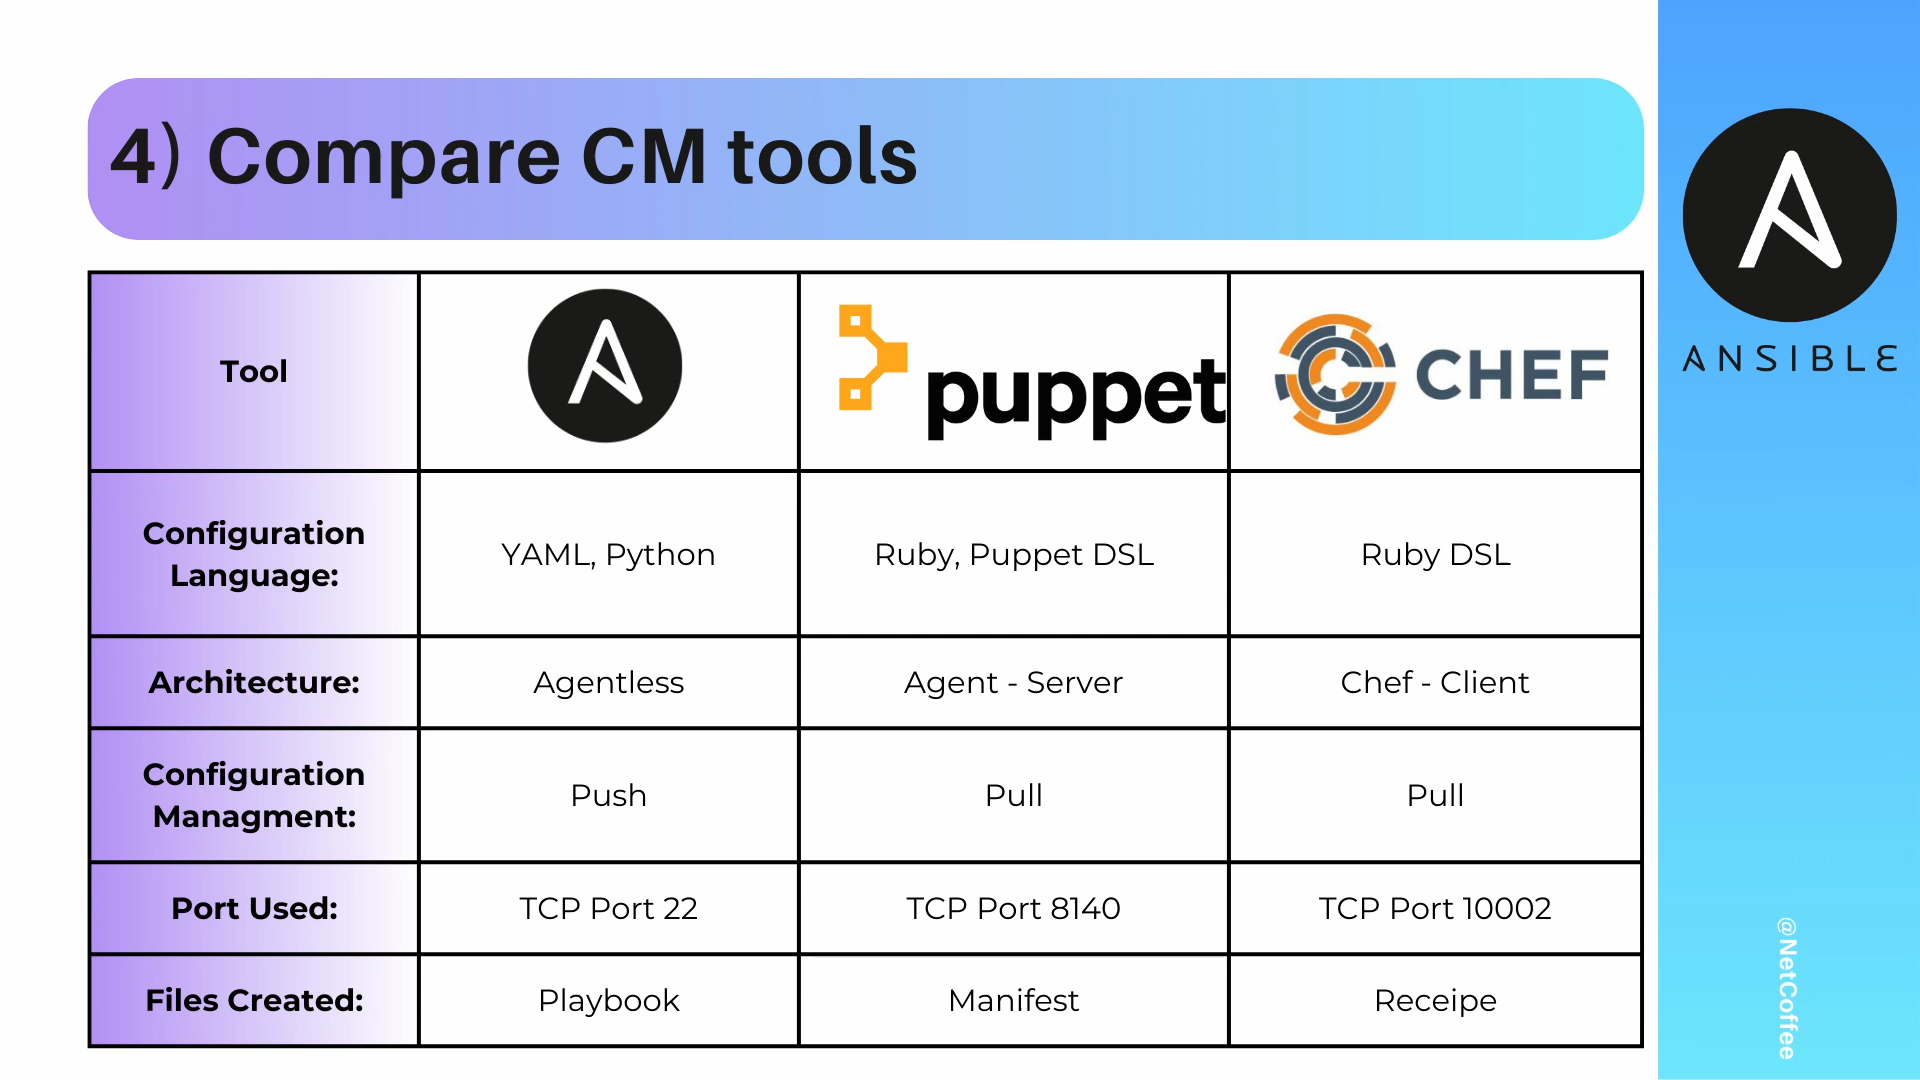 4) Compare CM tools
ANSIBLE
Tool
puppet
CHEF
Configuration
Language:
YAML, Python
Ruby, Puppet DSL
Ruby DSL
Architecture:
Agentless
Agent - Server
Chef - Client
Configuration
Managment:
Push
Pull
Pull
Port Used:
TCP Port 22
TCP Port 8140
TCP Port 10002
Files Created:
Playbook
Manifest
Receipe
@NetCoffee